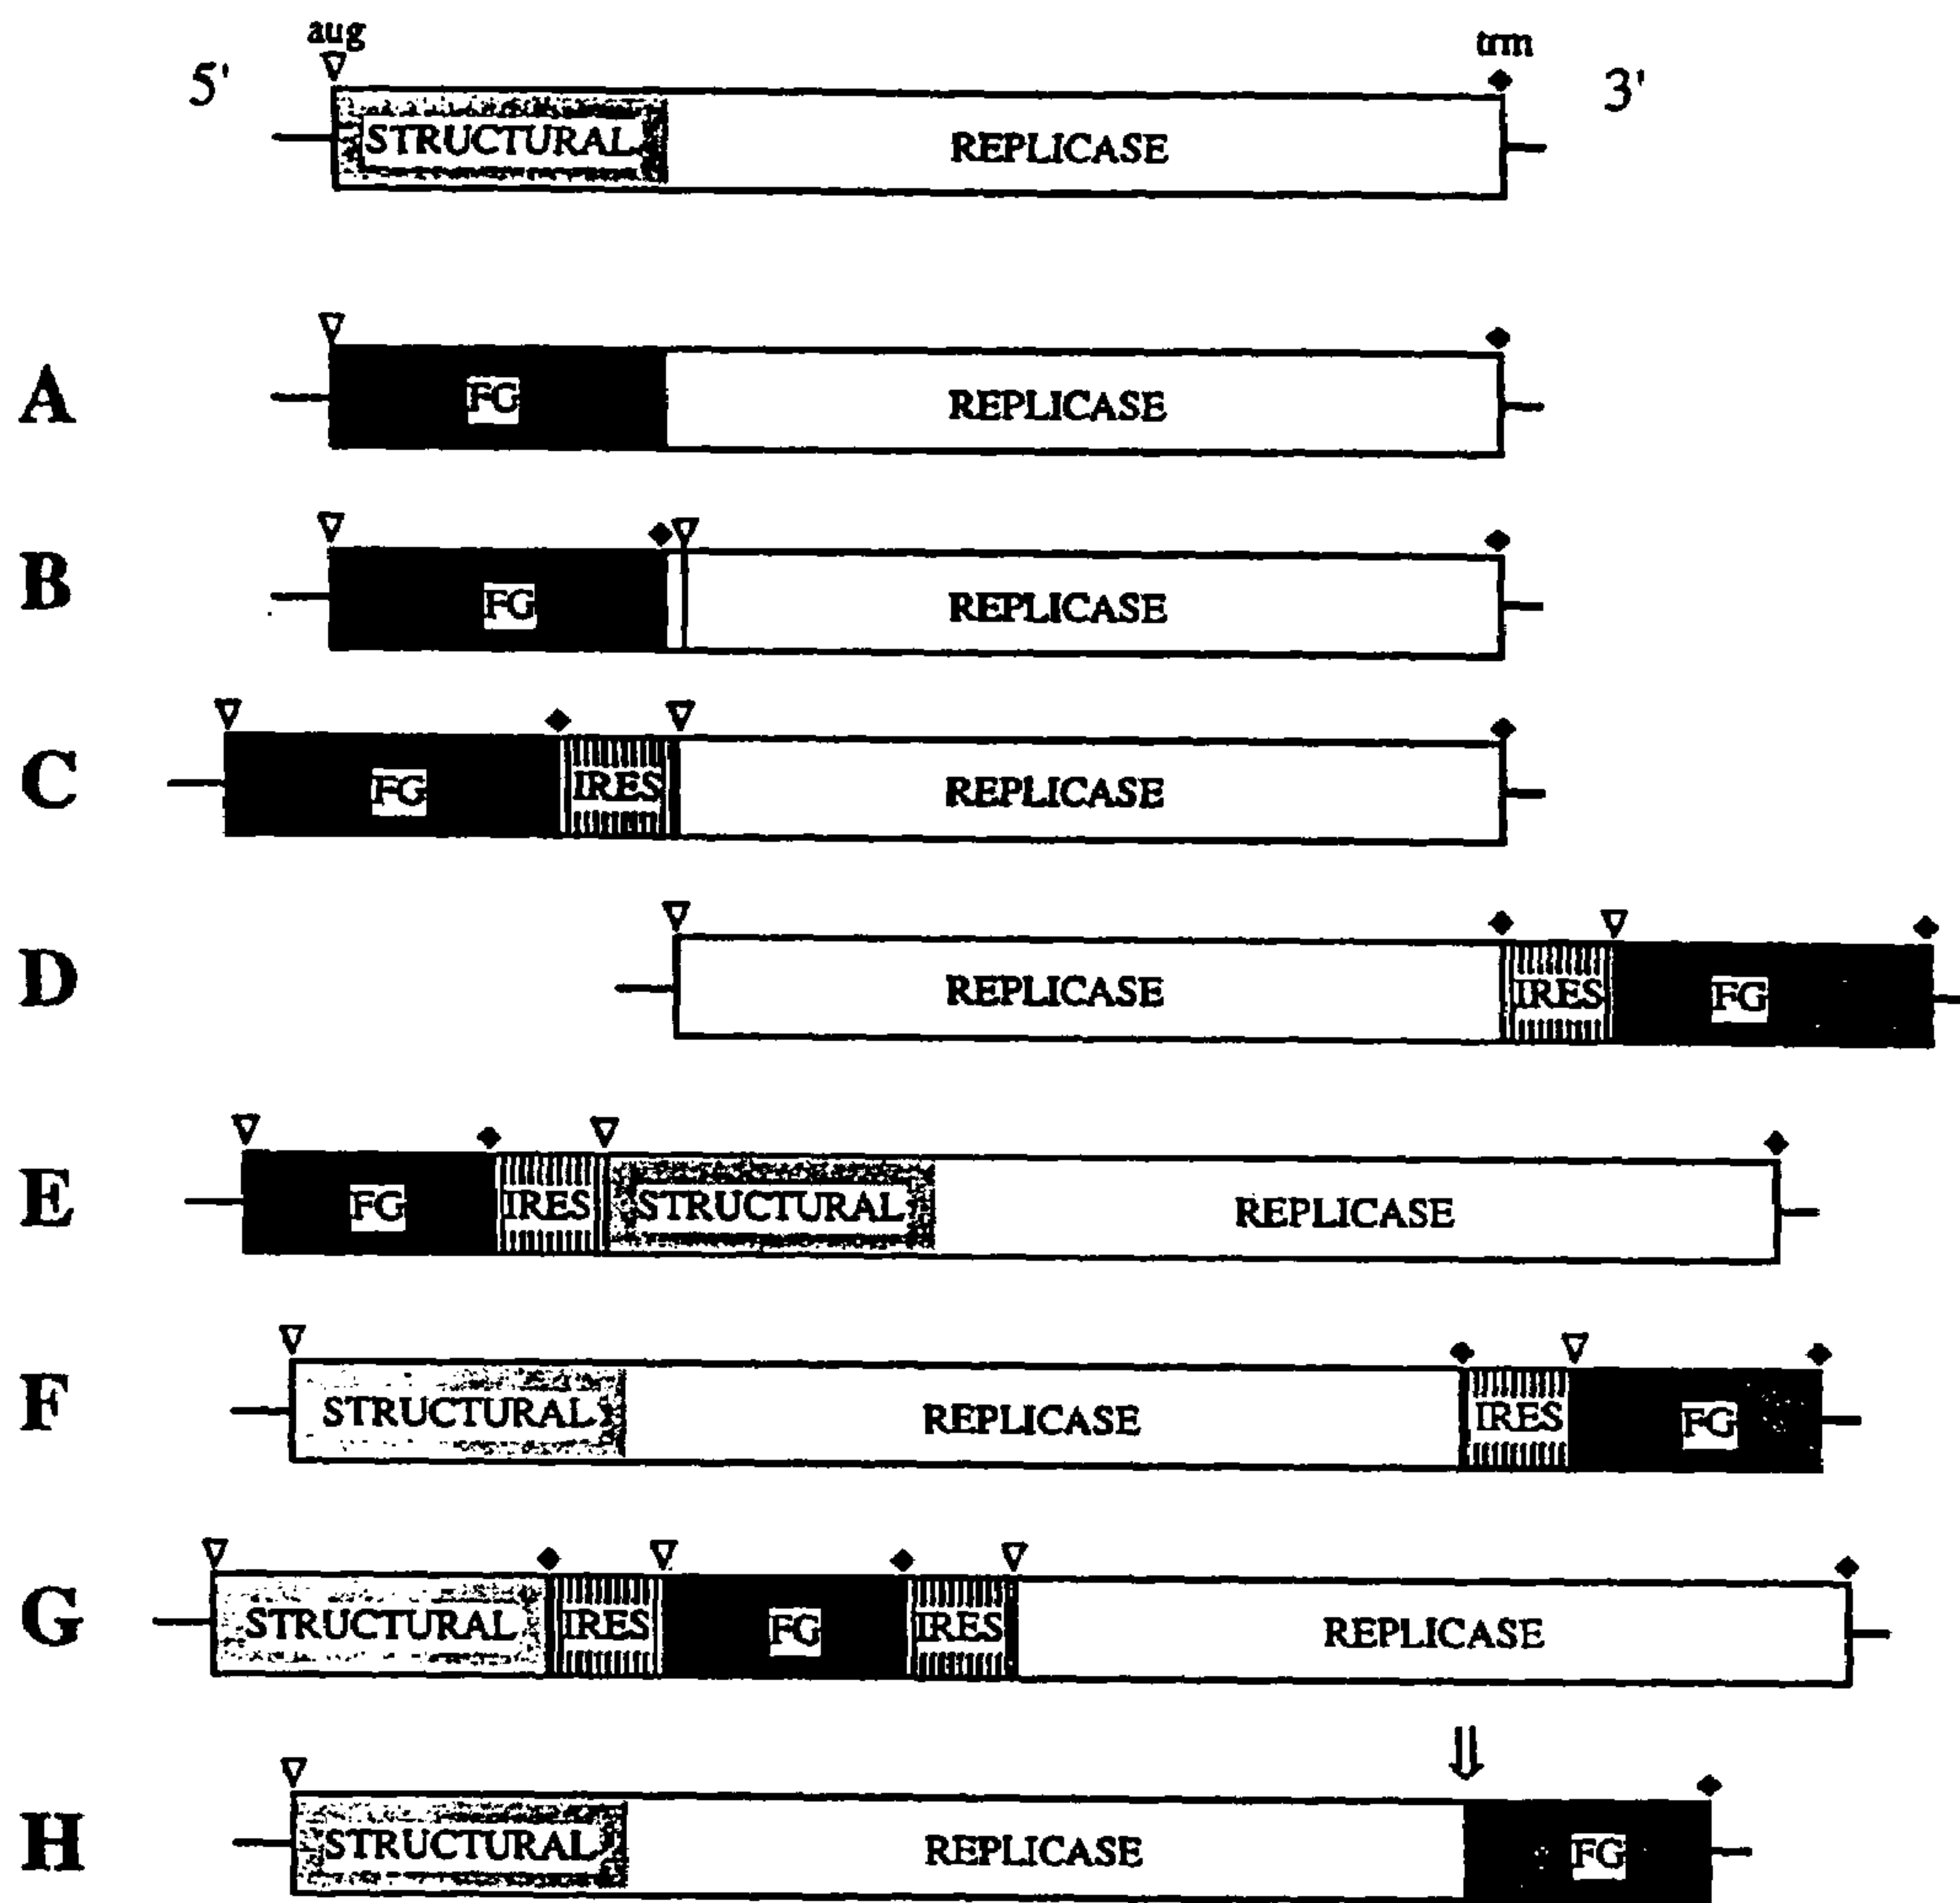 aug
trm
5'
3'
STRUCTURAL
REPLICASE
A
FG
REPLICASE
B
FG
REPLICASE
C
FG
IRES
REPLICASE
D
REPLICASE
IRES
FG
E
FG
IRES
STRUCTURAL
REPLICASE
F
STRUCTURAL
REPLICASE
IRES
FG
G
STRUCTURAL
IRES
FG
IRES
REPLICASE
H
STRUCTURAL
REPLICASE
FG